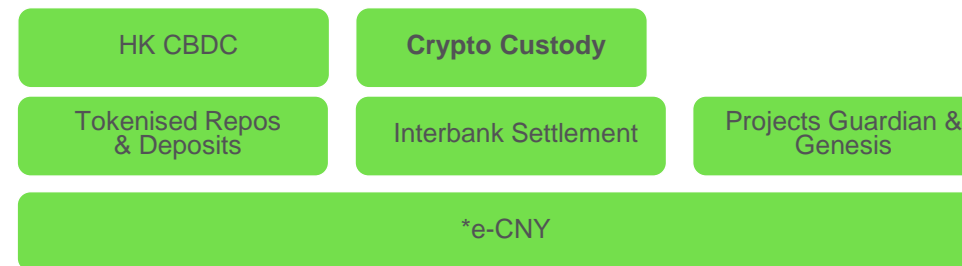 HK CBDC
Crypto Custody
Tokenised Repos
& Deposits
Interbank Settlement
Projects Guardian &
Genesis
*e-CNY